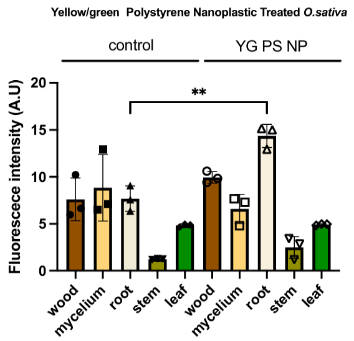 Yellow/green Polystyrene Nanoplastic Treated O.sativa
control YG PS NP
Fluorescece intensity (A.U)
20
15
10
5
0
**
wood mycelium root stem leaf wood mycelium root stem leaf